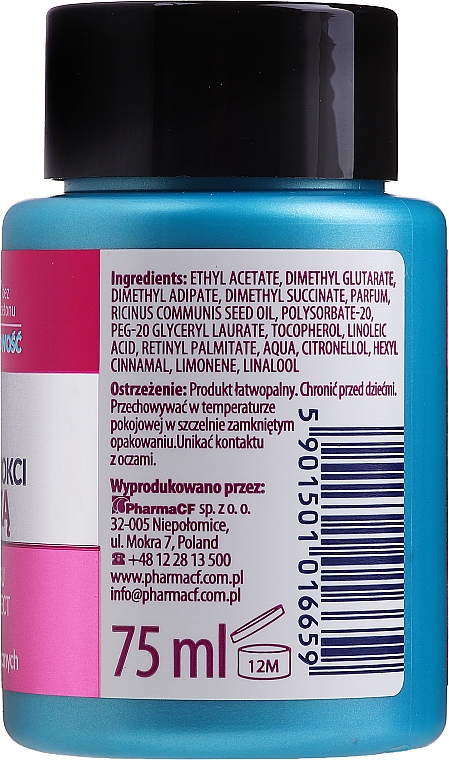 bez
wość
OKCI
Ą
CT
znych
Ingredients: ETHYL ACETATE, DIMETHYL GLUTARATE,
DIMETHYL ADIPATE, DIMETHYL SUCCINATE, PARFUM,
RICINUS COMMUNIS SEED OIL, POLYSORBATE-20,
PEG-20 GLYCERYL LAURATE, TOCOPHEROL, LINOLEIC
ACID, RETINYL PALMITATE, AQUA, CITRONELLOL, HEXYL
CINNAMAL, LIMONENE, LINALOOL
Ostrzeżenie: Produkt łatwopalny. Chronić przed dziećmi.
Przechowywać w temperaturze
pokojowej w szczelnie zamkniętym
opakowaniu.Unikać kontaktu
z oczami.
Wyprodukowano przez:
PharmaCF sp. z o. o.
32-005 Niepołomice,
ul. Mokra 7, Poland
☎ +48 12 28 13 500
www.pharmacf.com.pl
info@pharmacf.com.pl
75 ml
12M
5 901501 016659